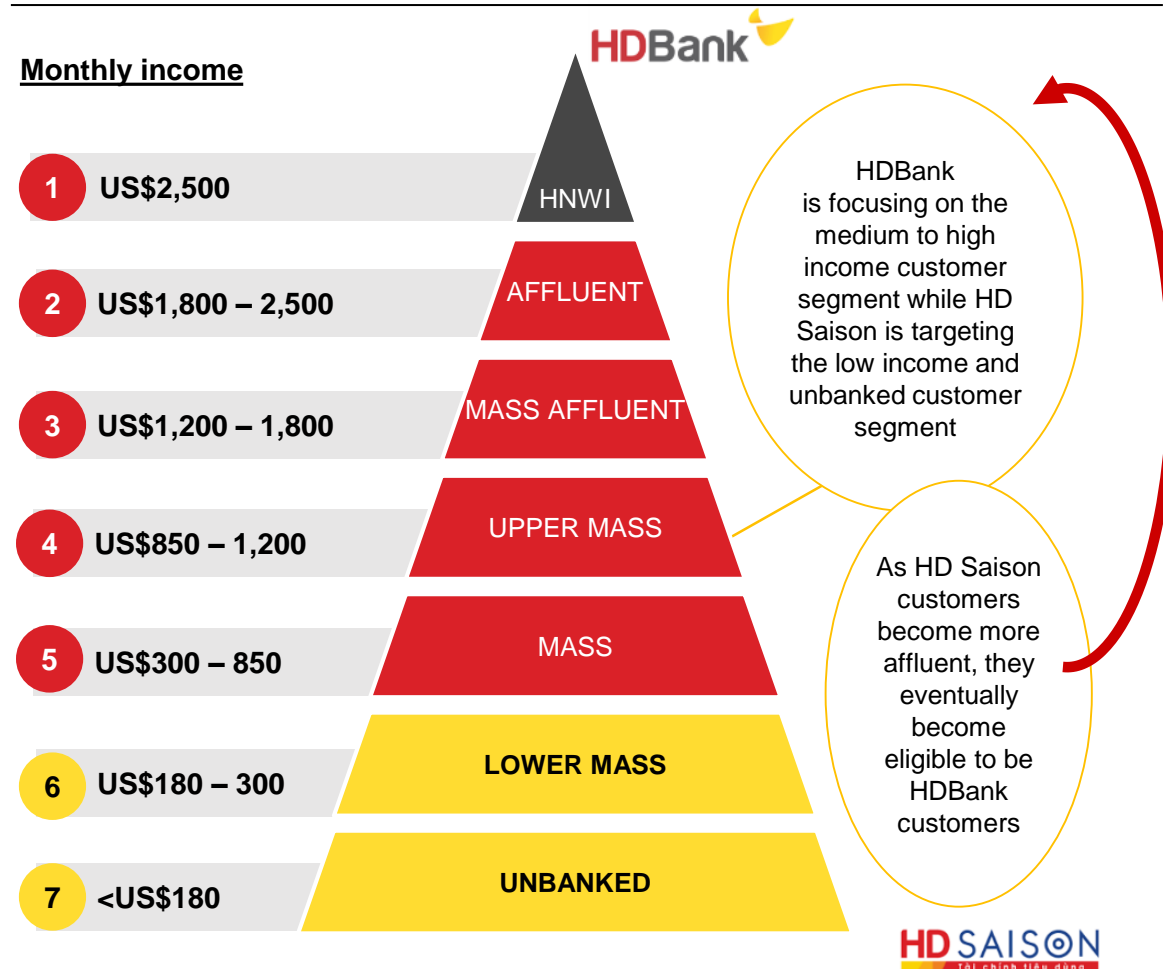 HDBank
Monthly income
1 US$2,500
HNWI
2 US$1,800 – 2,500
AFFLUENT
3 US$1,200 – 1,800
MASS AFFLUENT
4 US$850 – 1,200
UPPER MASS
5 US$300 – 850
MASS
6 US$180 – 300
LOWER MASS
7 <US$180
UNBANKED
HDBank
is focusing on the
medium to high
income customer
segment while HD
Saison is targeting
the low income and
unbanked customer
segment
As HD Saison
customers
become more
affluent, they
eventually
become
eligible to be
HDBank
customers
HD SAISON
Tài chính tiêu dùng